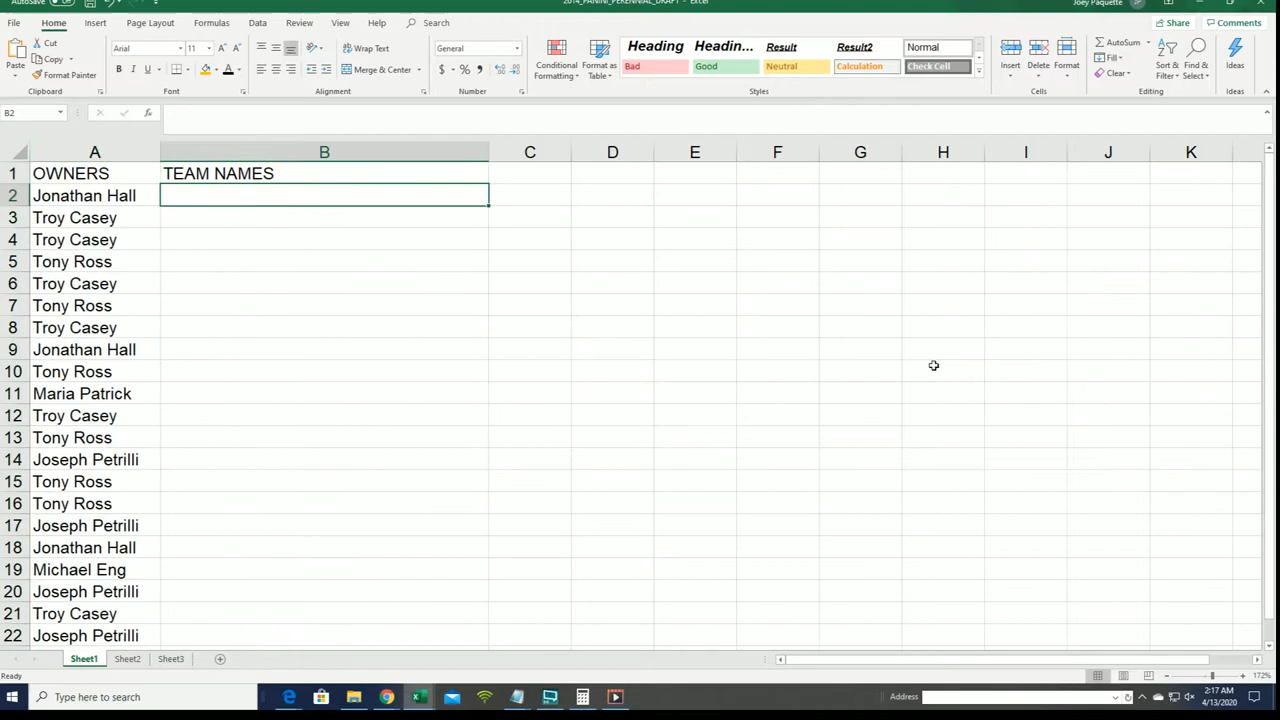 AutoSave Off 2014_PANINI_PERENNIAL_DRAFT - Excel Joey Paquette JP
File Home Insert Page Layout Formulas Data Review View Help Search Share Comments
Paste Cut Copy Format Painter Clipboard
Arial 11 A A B I U A Font
Wrap Text Merge & Center Alignment
General $ % , Number
Conditional Formatting Format as Table
Heading Headin... Result Result2 Normal
Bad Good Neutral Calculation Check Cell
Styles
Insert Delete Format Cells
AutoSum Fill Clear Sort & Filter Find & Select Editing
Ideas Ideas
B2 fx
A B C D E F G H I J K
1 OWNERS TEAM NAMES
2 Jonathan Hall
3 Troy Casey
4 Troy Casey
5 Tony Ross
6 Troy Casey
7 Tony Ross
8 Troy Casey
9 Jonathan Hall
10 Tony Ross
11 Maria Patrick
12 Troy Casey
13 Tony Ross
14 Joseph Petrilli
15 Tony Ross
16 Tony Ross
17 Joseph Petrilli
18 Jonathan Hall
19 Michael Eng
20 Joseph Petrilli
21 Troy Casey
22 Joseph Petrilli
Sheet1 Sheet2 Sheet3
Ready 172%
Type here to search Address 2:17 AM
4/13/2020